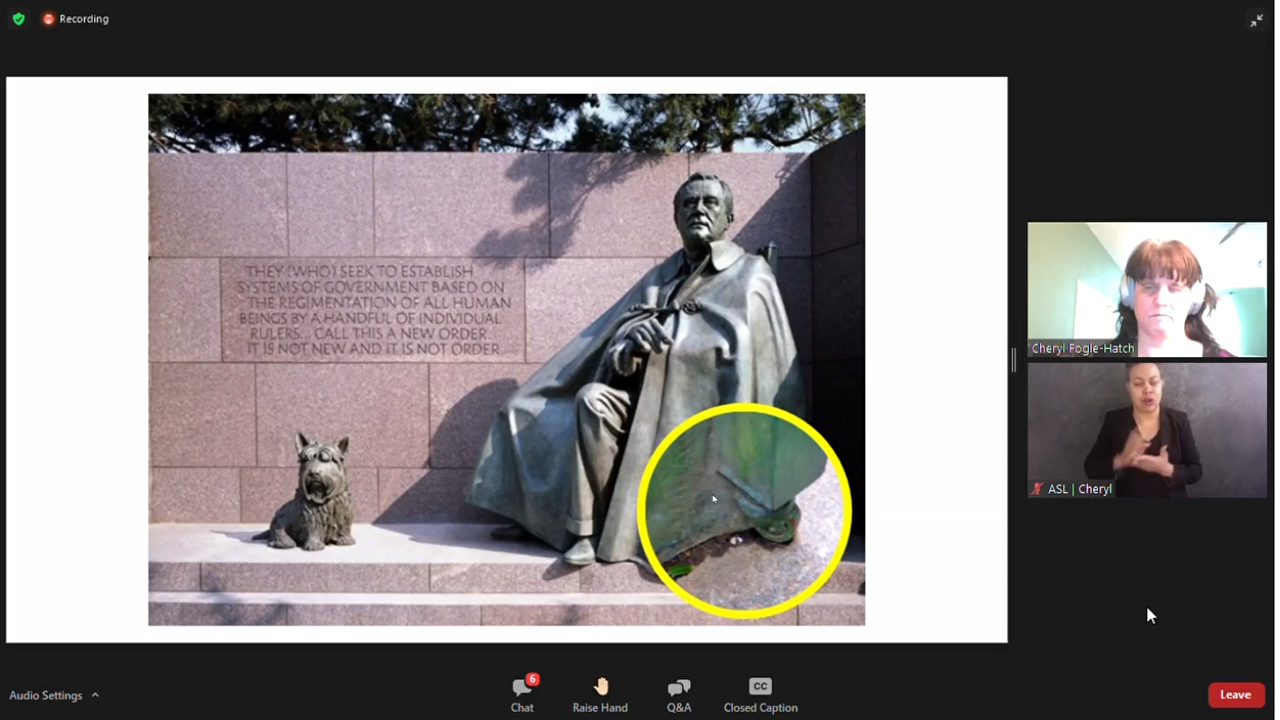 Recording
THEY (WHO) SEEK TO ESTABLISH
SYSTEMS OF GOVERNMENT BASED ON
THE REGIMENTATION OF ALL HUMAN
BEINGS BY A HANDFUL OF INDIVIDUAL
RULERS... CALL THIS A NEW ORDER.
IT IS NOT NEW AND IT IS NOT ORDER
Cheryl Fogle-Hatch
ASL | Cheryl
Audio Settings
6
Chat
Raise Hand
Q&A
CC
Closed Caption
Leave